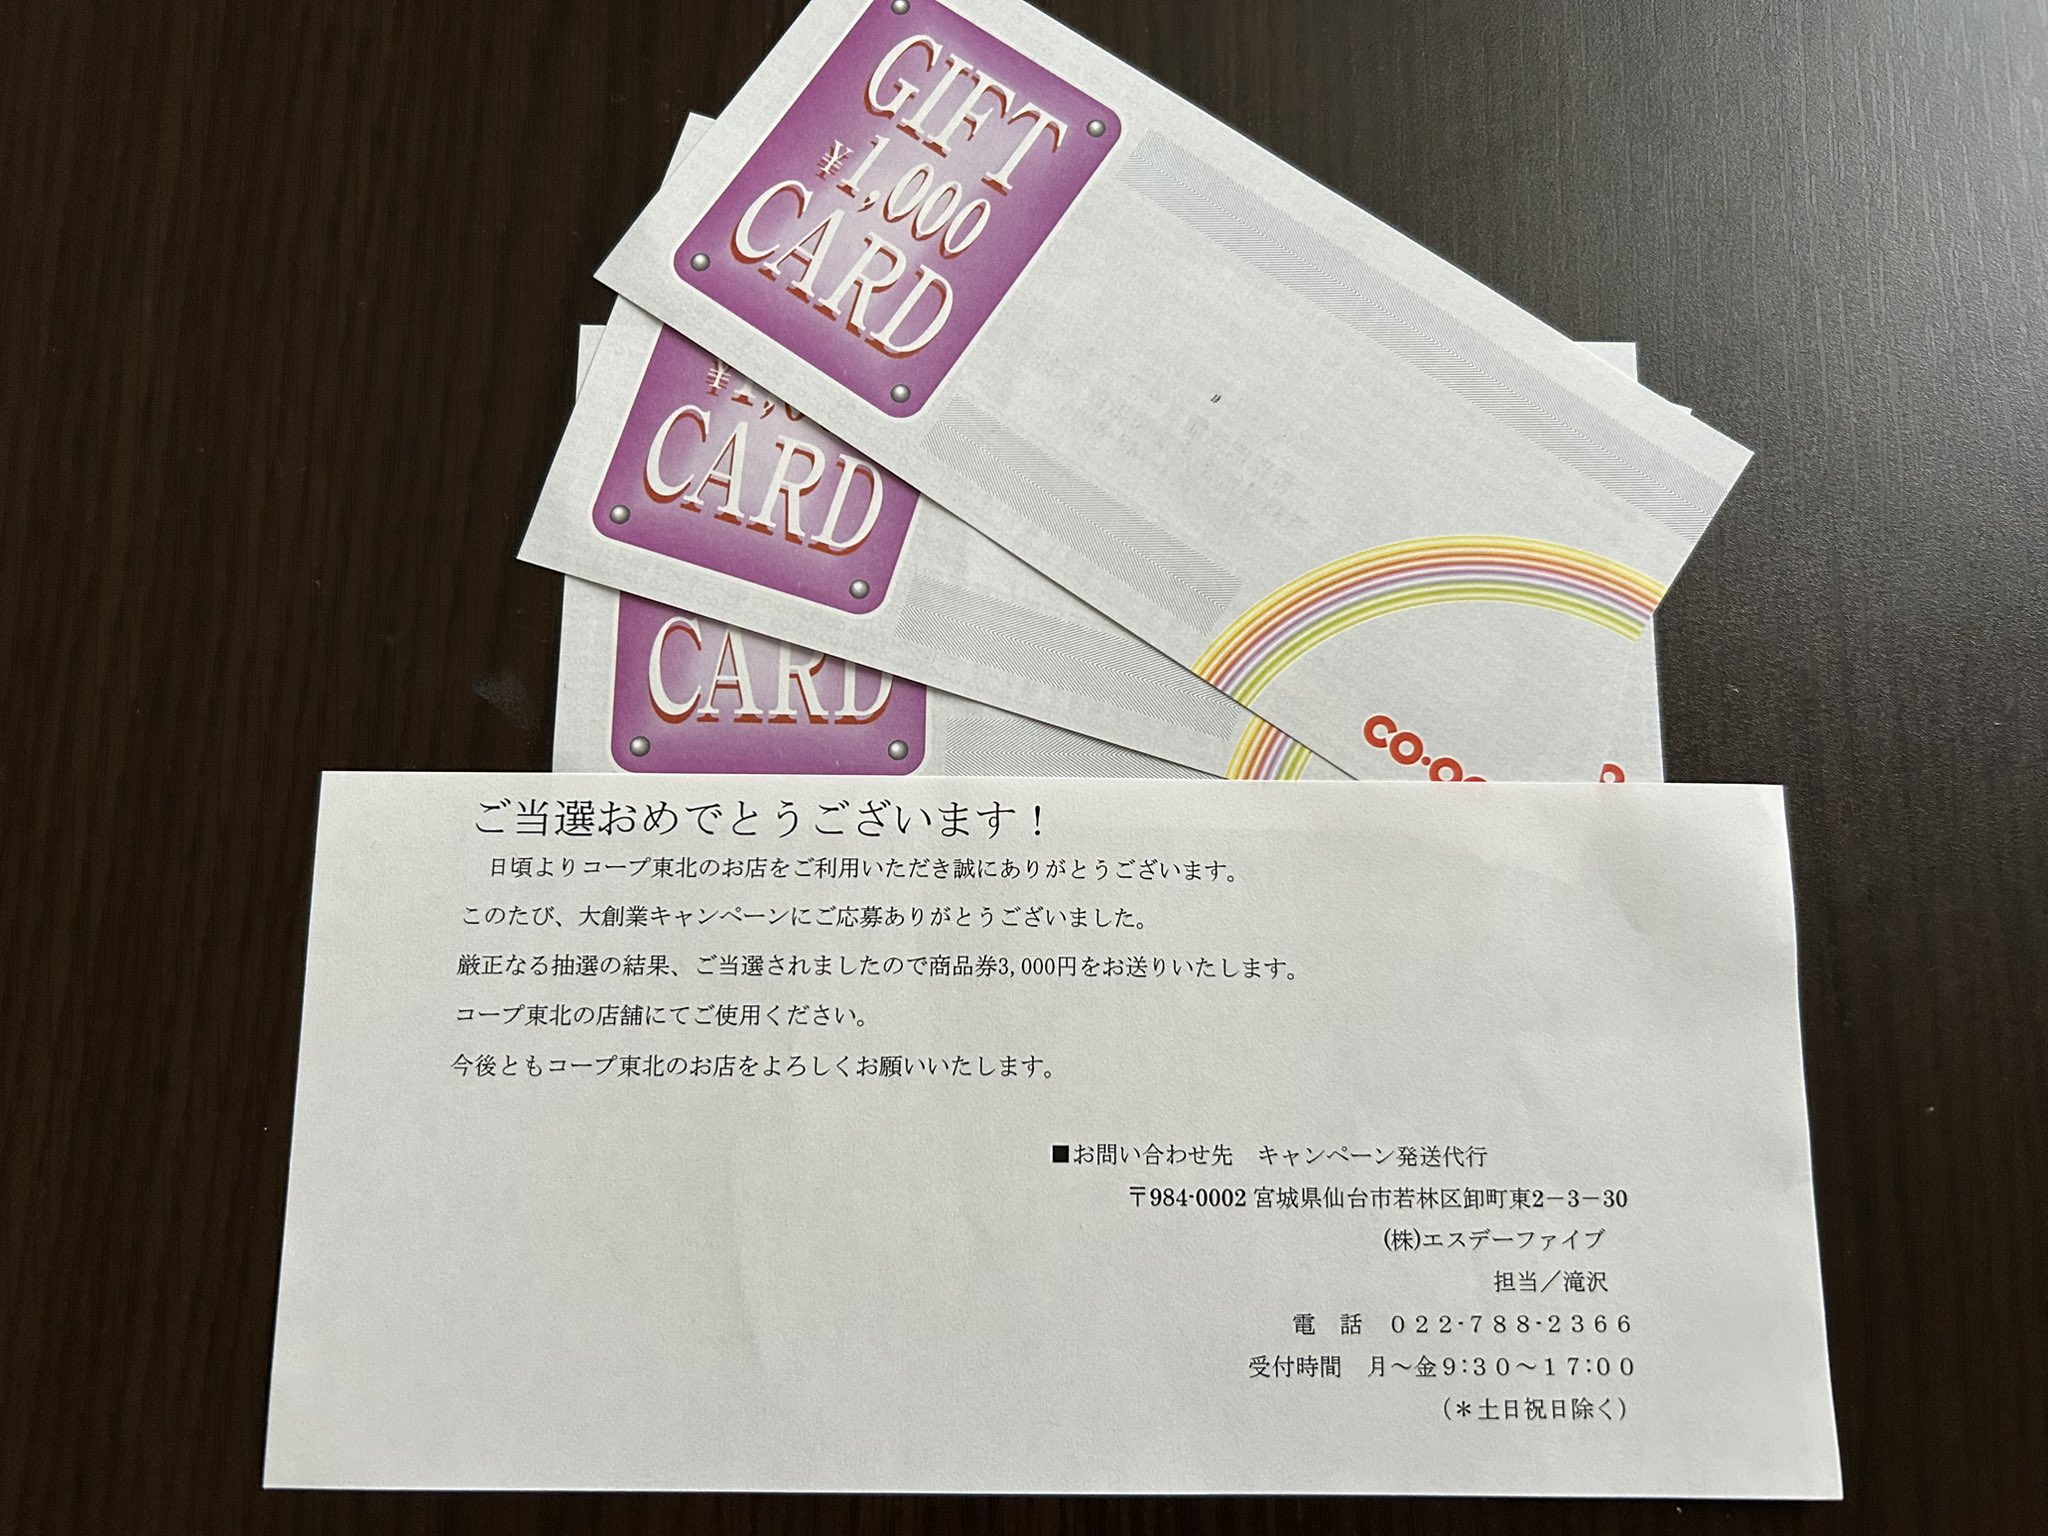 GIFT
¥1,000
CARD
CARD
CARD
co·op
ご当選おめでとうございます！
日頃よりコープ東北のお店をご利用いただき誠にありがとうございます。
このたび、大創業キャンペーンにご応募ありがとうございました。
厳正なる抽選の結果、ご当選されましたので商品券3,000円をお送りいたします。
コープ東北の店舗にてご使用ください。
今後ともコープ東北のお店をよろしくお願いいたします。
■お問い合わせ先　キャンペーン発送代行
〒984-0002 宮城県仙台市若林区卸町東2－3－30
(株)エスデーファイブ
担当／滝沢
電　話　０２２-７８８-２３６６
受付時間　月～金９:３０～１７:００
（＊土日祝日除く）